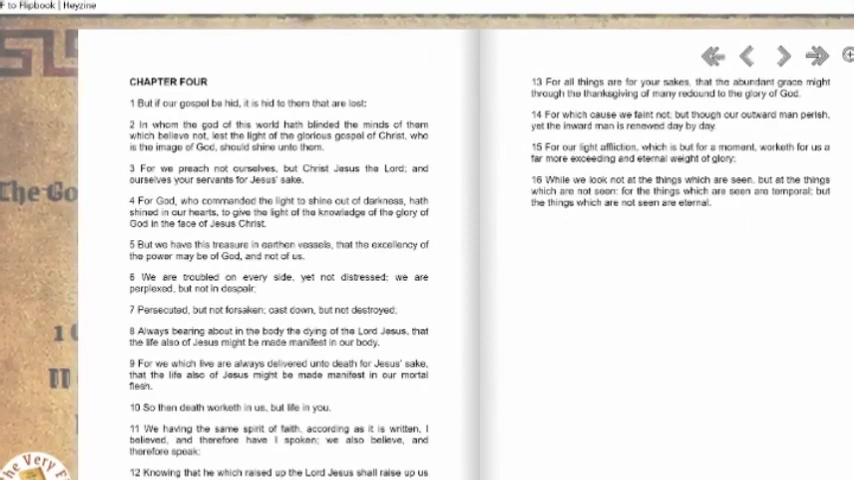 F to Flipbook | Heyzine
CHAPTER FOUR
1 But if our gospel be hid, it is hid to them that are lost:
2 In whom the god of this world hath blinded the minds of them
which believe not, lest the light of the glorious gospel of Christ, who
is the image of God, should shine unto them.
3 For we preach not ourselves, but Christ Jesus the Lord; and
ourselves your servants for Jesus' sake.
4 For God, who commanded the light to shine out of darkness, hath
shined in our hearts, to give the light of the knowledge of the glory of
God in the face of Jesus Christ.
5 But we have this treasure in earthen vessels, that the excellency of
the power may be of God, and not of us.
6 We are troubled on every side, yet not distressed; we are
perplexed, but not in despair;
7 Persecuted, but not forsaken; cast down, but not destroyed;
8 Always bearing about in the body the dying of the Lord Jesus, that
the life also of Jesus might be made manifest in our body.
9 For we which live are always delivered unto death for Jesus' sake,
that the life also of Jesus might be made manifest in our mortal
flesh.
10 So then death worketh in us, but life in you.
11 We having the same spirit of faith, according as it is written, I
believed, and therefore have I spoken; we also believe, and
therefore speak;
12 Knowing that he which raised up the Lord Jesus shall raise up us
13 For all things are for your sakes, that the abundant grace might
through the thanksgiving of many redound to the glory of God.
14 For which cause we faint not, but though our outward man perish,
yet the inward man is renewed day by day.
15 For our light affliction, which is but for a moment, worketh for us a
far more exceeding and eternal weight of glory;
16 While we look not at the things which are seen, but at the things
which are not seen: for the things which are seen are temporal; but
the things which are not seen are eternal.
The Go
he Very F